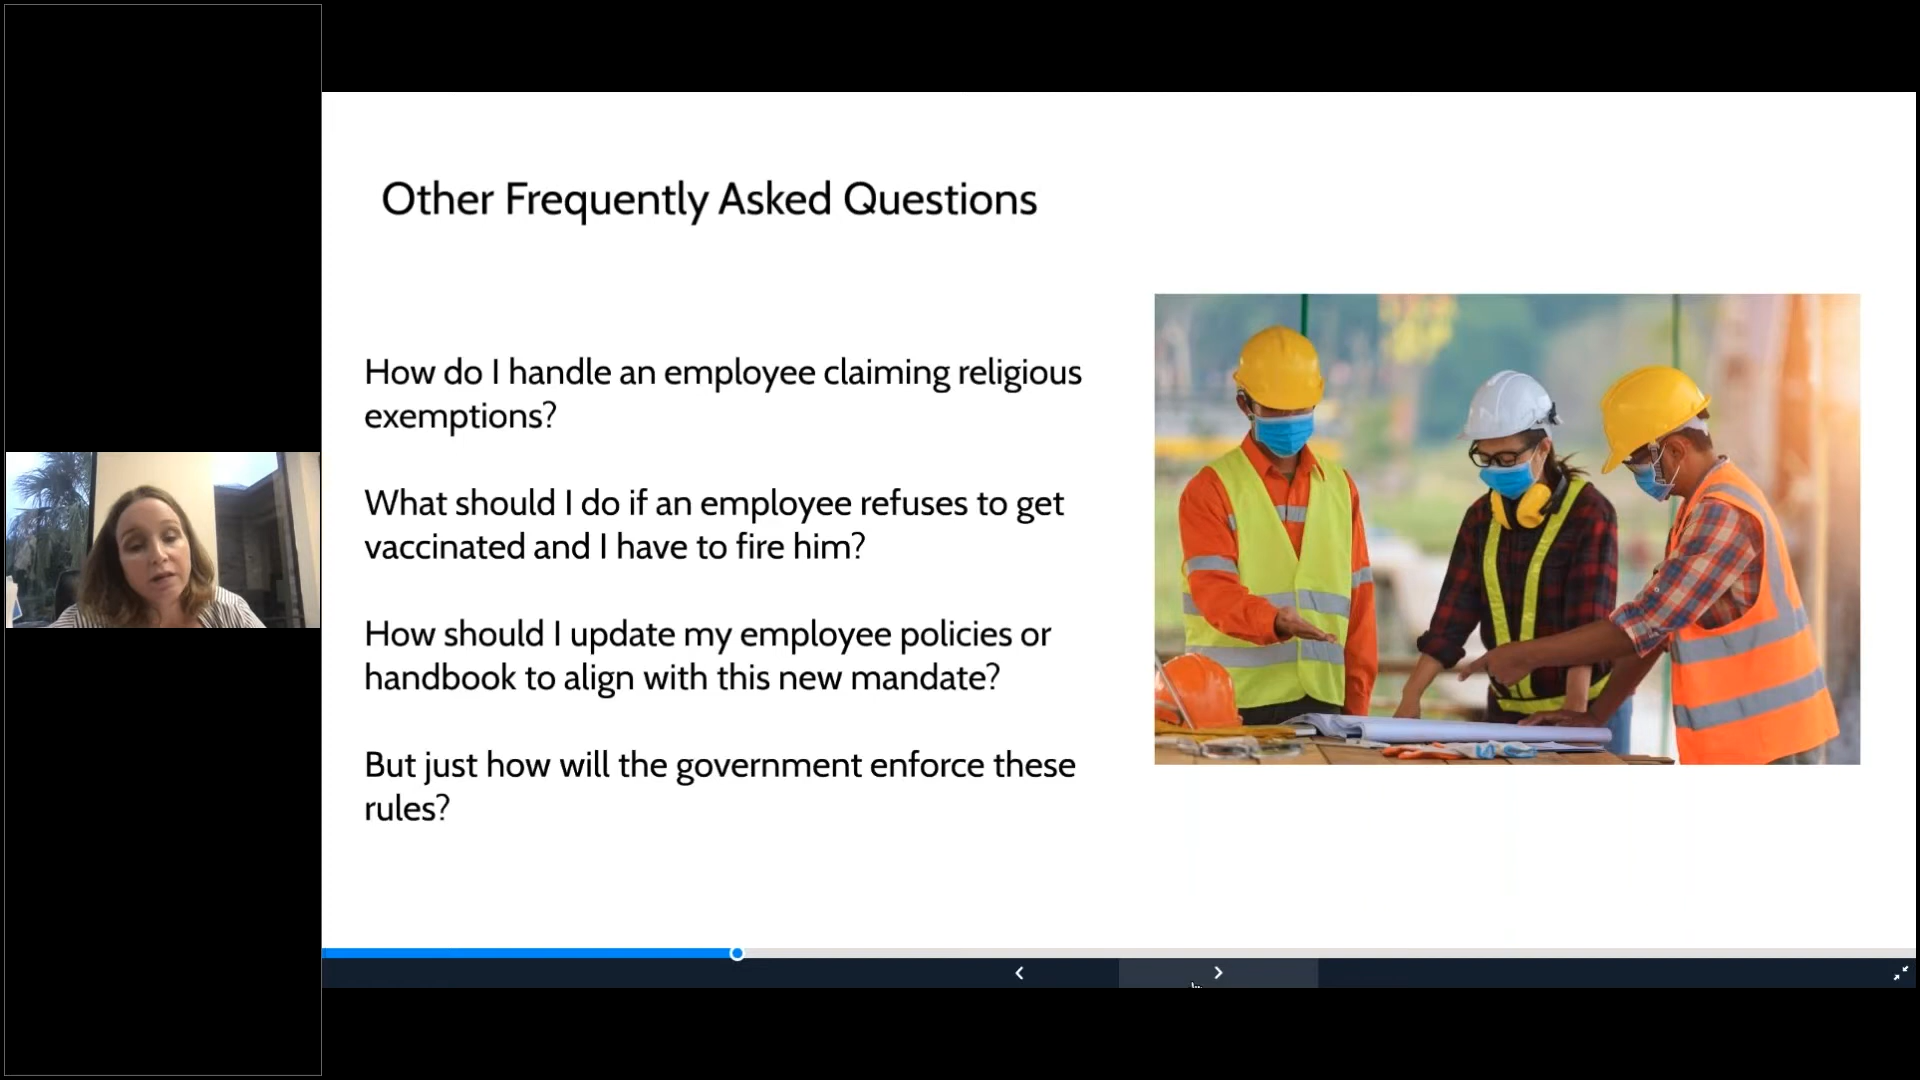 Other Frequently Asked Questions
How do I handle an employee claiming religious
exemptions?
What should I do if an employee refuses to get
vaccinated and I have to fire him?
How should I update my employee policies or
handbook to align with this new mandate?
But just how will the government enforce these
rules?